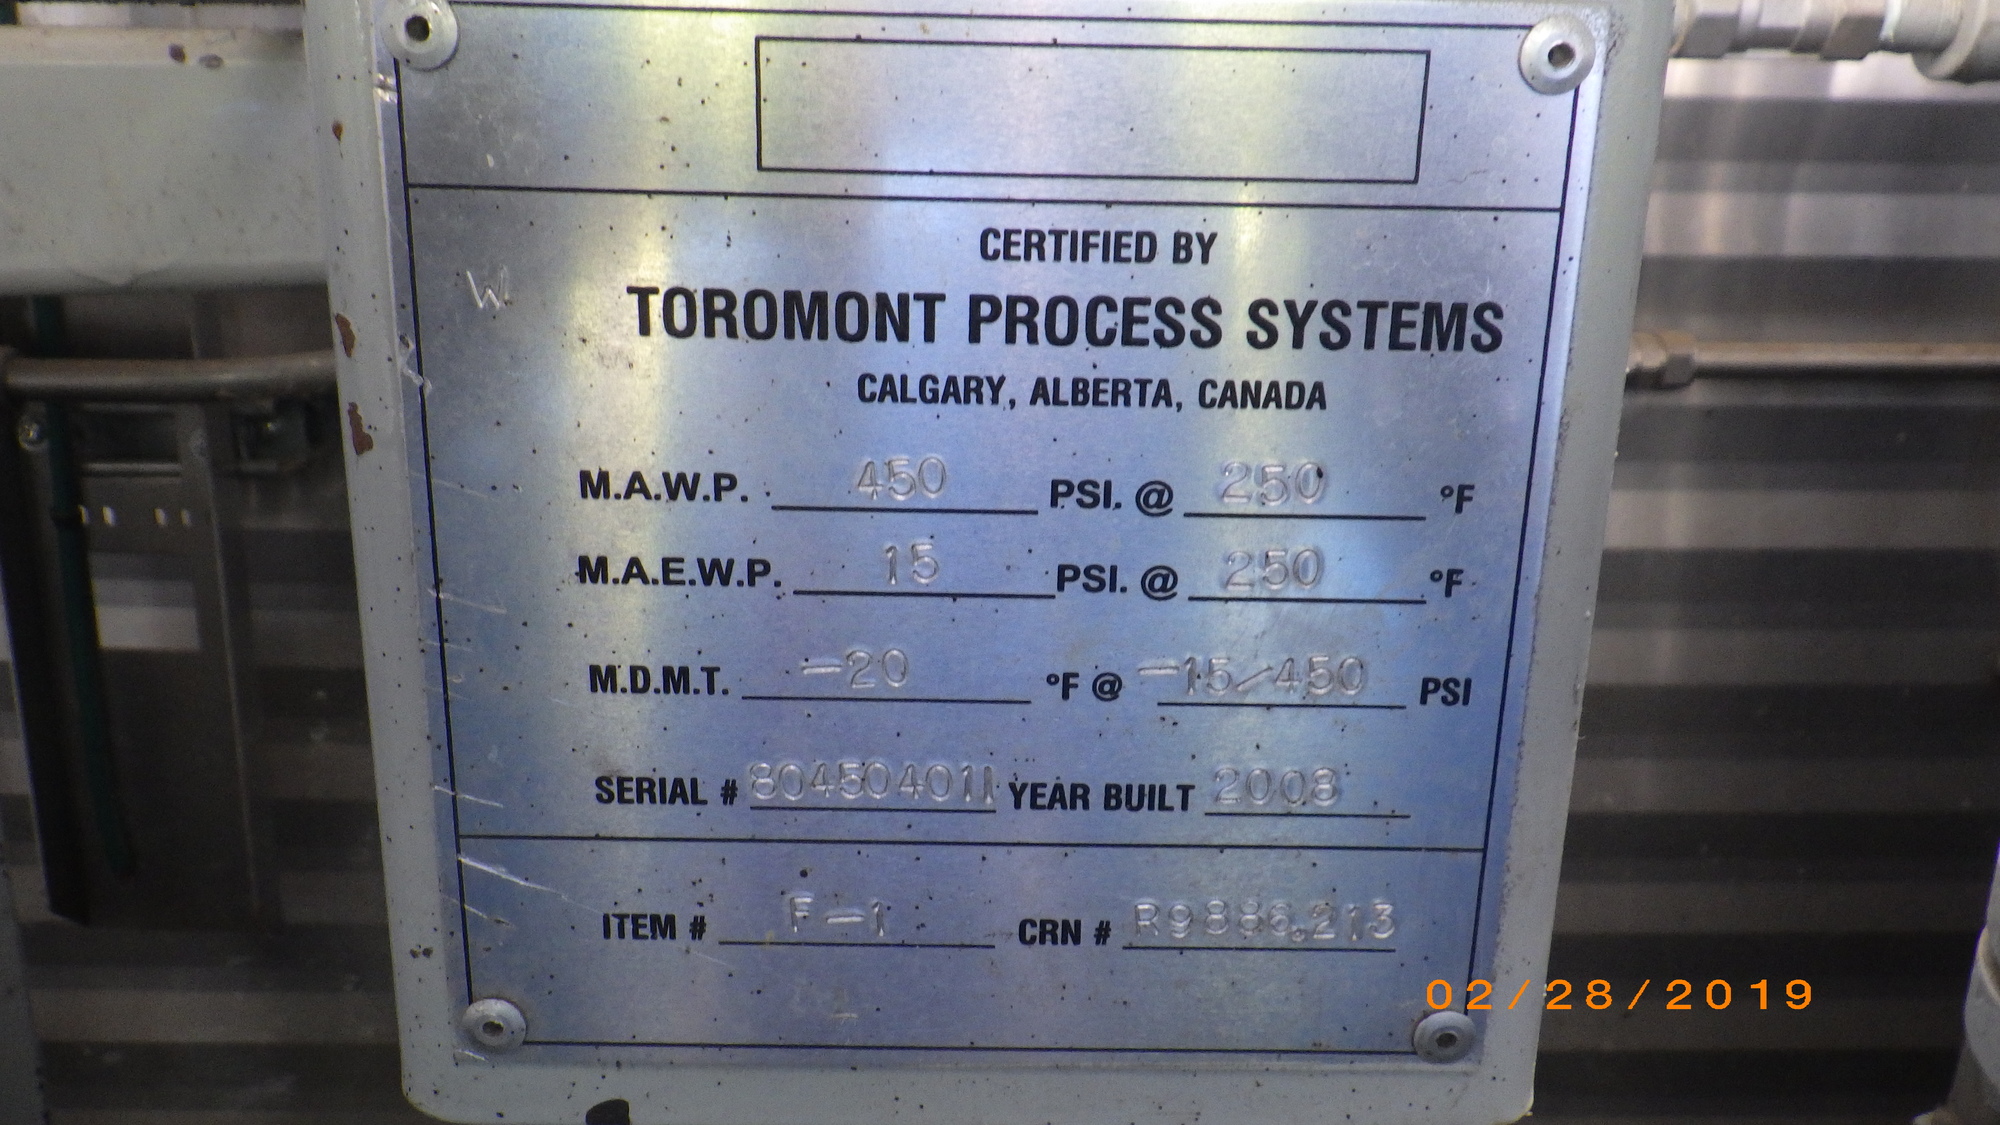 W
CERTIFIED BY
TOROMONT PROCESS SYSTEMS
CALGARY, ALBERTA, CANADA
M.A.W.P. 450 PSI. @ 250 °F
M.A.E.W.P. 15 PSI. @ 250 °F
M.D.M.T. -20 °F @ -15/450 PSI
SERIAL # 804504011 YEAR BUILT 2008
ITEM # F-1 CRN # R9886.213
02/28/2019